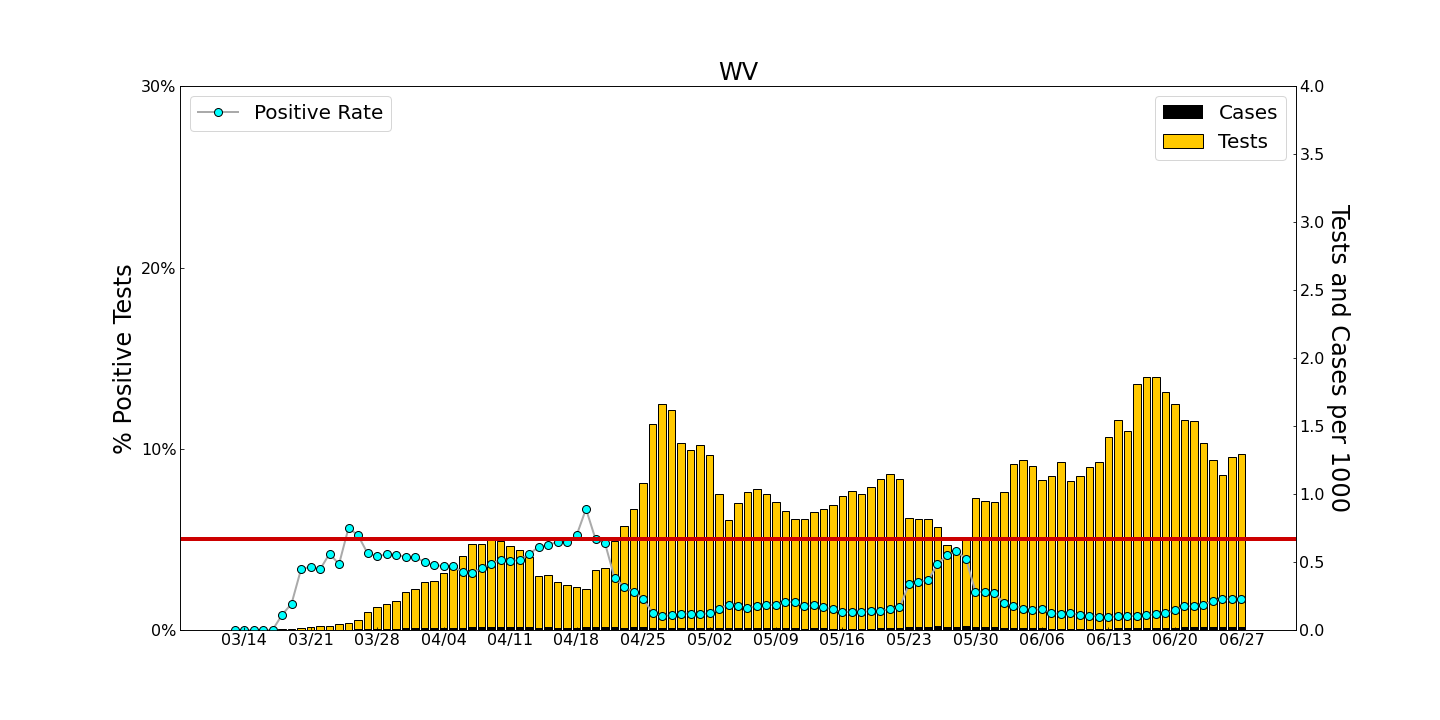 WV
Positive Rate
Cases
Tests
% Positive Tests
30%
20%
10%
0%
Tests and Cases per 1000
4.0
3.5
3.0
2.5
2.0
1.5
1.0
0.5
0.0
03/14 03/21 03/28 04/04 04/11 04/18 04/25 05/02 05/09 05/16 05/23 05/30 06/06 06/13 06/20 06/27